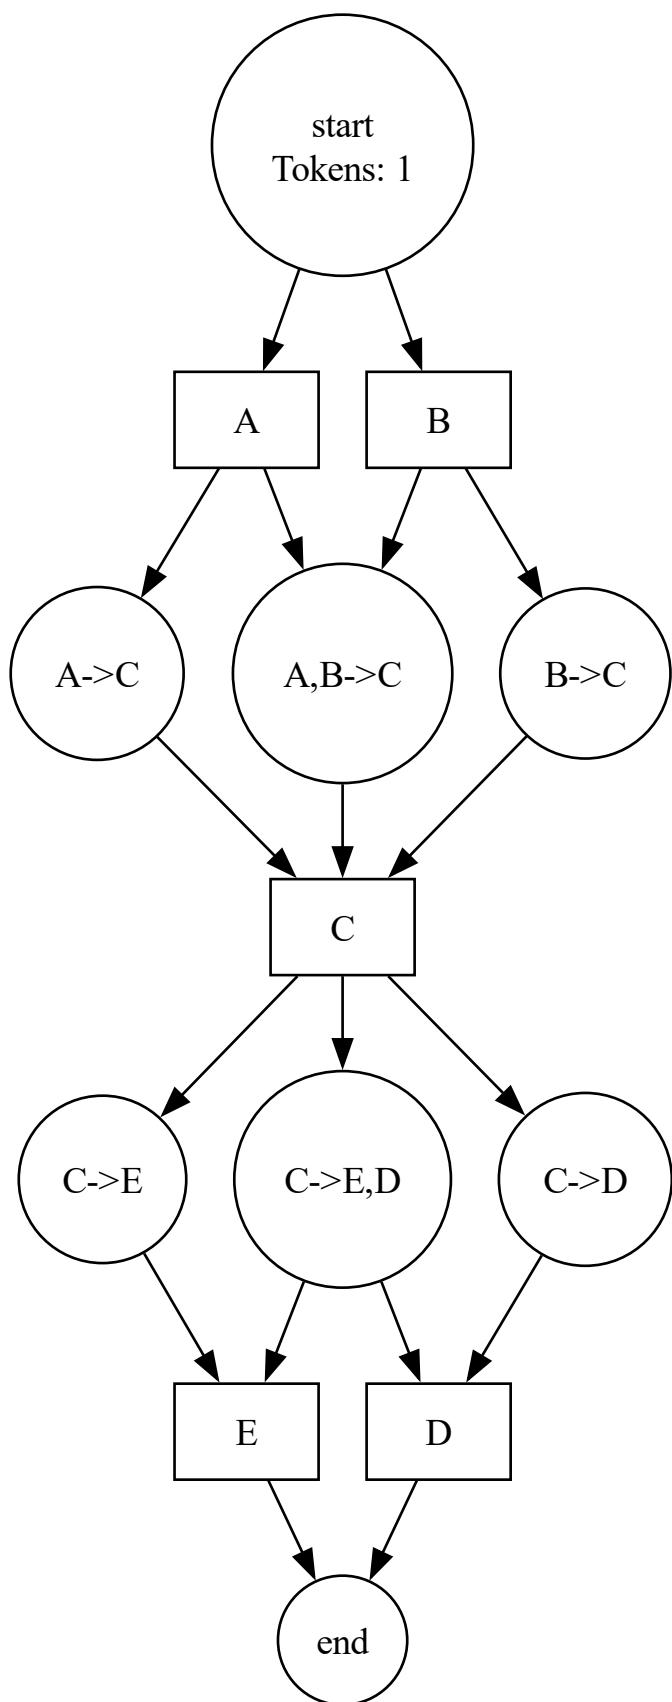 start
Tokens: 1
A
B
A->C
A,B->C
B->C
C
C->E
C->E,D
C->D
E
D
end